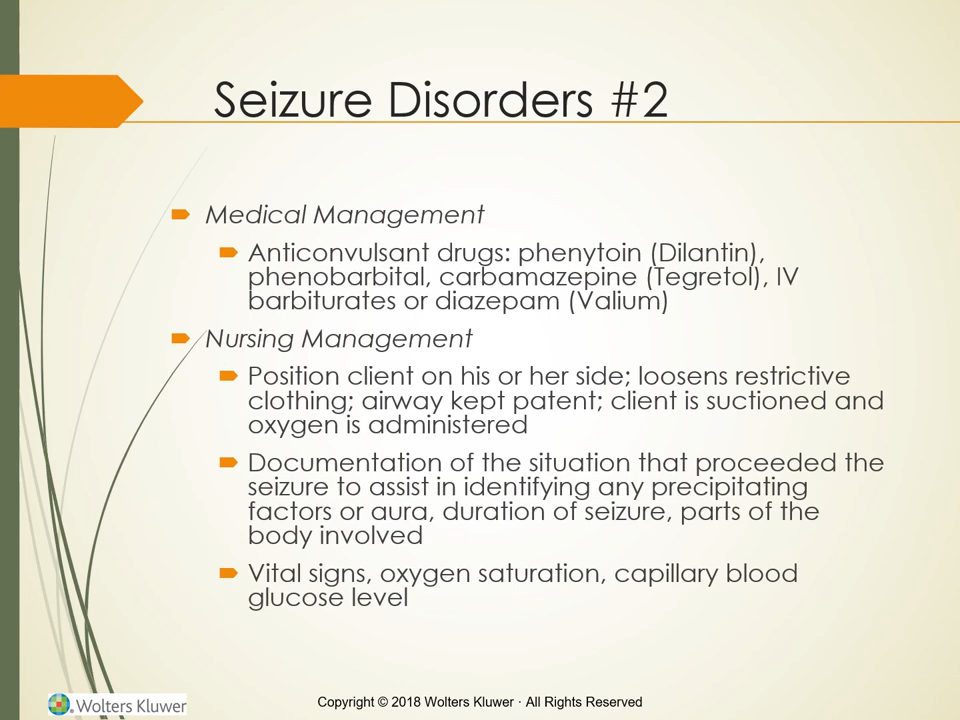 Seizure Disorders #2
Medical Management
Anticonvulsant drugs: phenytoin (Dilantin),
phenobarbital, carbamazepine (Tegretol), IV
barbiturates or diazepam (Valium)
Nursing Management
Position client on his or her side; loosens restrictive
clothing; airway kept patent; client is suctioned and
oxygen is administered
Documentation of the situation that proceeded the
seizure to assist in identifying any precipitating
factors or aura, duration of seizure, parts of the
body involved
Vital signs, oxygen saturation, capillary blood
glucose level
Wolters Kluwer
Copyright © 2018 Wolters Kluwer · All Rights Reserved